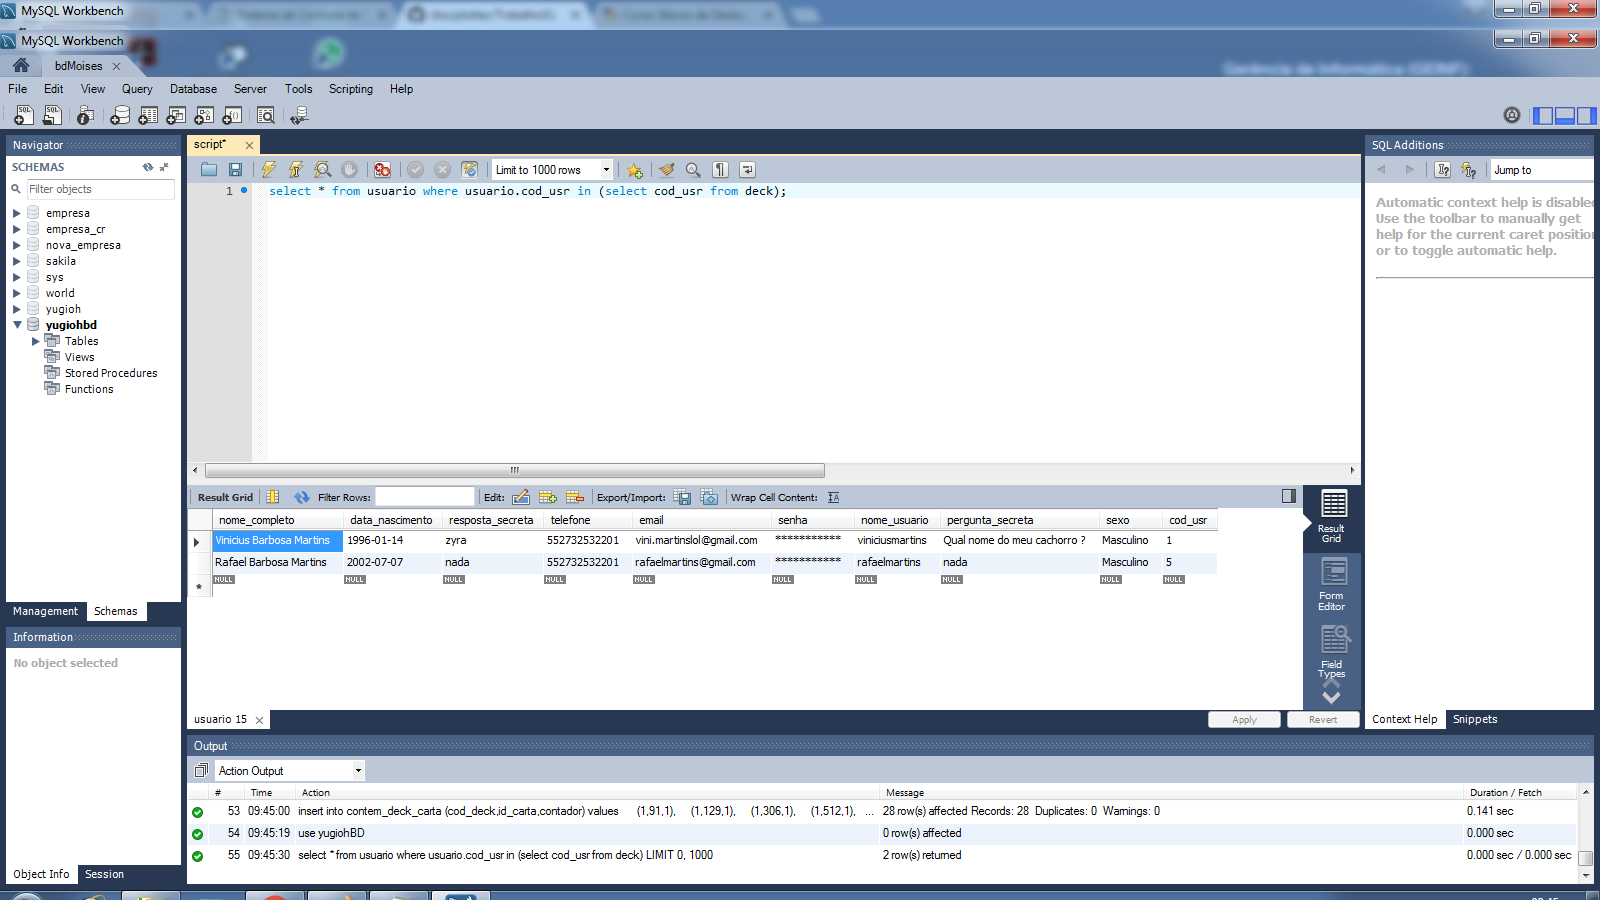 MySQL Workbench
MySQL Workbench
bdMoises
Gerência de Informática (GEINF)
File Edit View Query Database Server Tools Scripting Help
Navigator
SCHEMAS
Filter objects
empresa
empresa_cr
nova_empresa
sakila
sys
world
yugioh
yugiohbd
Tables
Views
Stored Procedures
Functions
Management Schemas
Information
No object selected
Object Info Session
script*
Limit to 1000 rows
1 select * from usuario where usuario.cod_usr in (select cod_usr from deck);
Result Grid Filter Rows: Edit: Export/Import: Wrap Cell Content:
nome_completo data_nascimento resposta_secreta telefone email senha nome_usuario pergunta_secreta sexo cod_usr
Vinicius Barbosa Martins 1996-01-14 zyra 552732532201 vini.martinslol@gmail.com *********** viniciusmartins Qual nome do meu cachorro ? Masculino 1
Rafael Barbosa Martins 2002-07-07 nada 552732532201 rafaelmartins@gmail.com *********** rafaelmartins nada Masculino 5
NULL NULL NULL NULL NULL NULL NULL NULL NULL NULL
Result Grid
Form Editor
Field Types
usuario 15
Apply Revert
SQL Additions
Jump to
Automatic context help is disabled
Use the toolbar to manually get
help for the current caret position
or to toggle automatic help.
Context Help Snippets
Output
Action Output
# Time Action Message Duration / Fetch
53 09:45:00 insert into contem_deck_carta (cod_deck,id_carta,contador) values (1,91,1), (1,129,1), (1,306,1), (1,512,1), ... 28 row(s) affected Records: 28 Duplicates: 0 Warnings: 0 0.141 sec
54 09:45:19 use yugiohBD 0 row(s) affected 0.000 sec
55 09:45:30 select * from usuario where usuario.cod_usr in (select cod_usr from deck) LIMIT 0, 1000 2 row(s) returned 0.000 sec / 0.000 sec